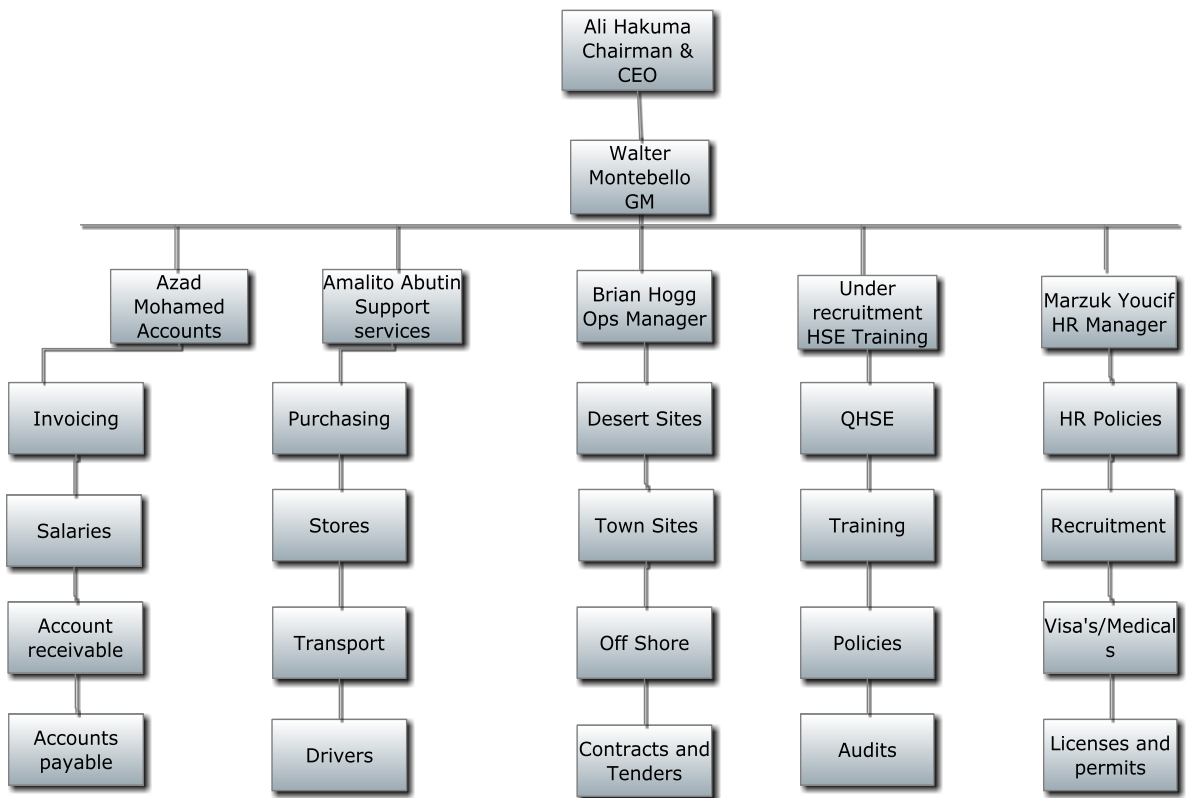 Ali Hakuma
Chairman &
CEO
Walter
Montebello
GM
Azad
Mohamed
Accounts
Amalito Abutin
Support
services
Brian Hogg
Ops Manager
Under
recruitment
HSE Training
Marzuk Youcif
HR Manager
Invoicing
Purchasing
Desert Sites
QHSE
HR Policies
Salaries
Stores
Town Sites
Training
Recruitment
Account
receivable
Transport
Off Shore
Policies
Visa's/Medical
s
Accounts
payable
Drivers
Contracts and
Tenders
Audits
Licenses and
permits